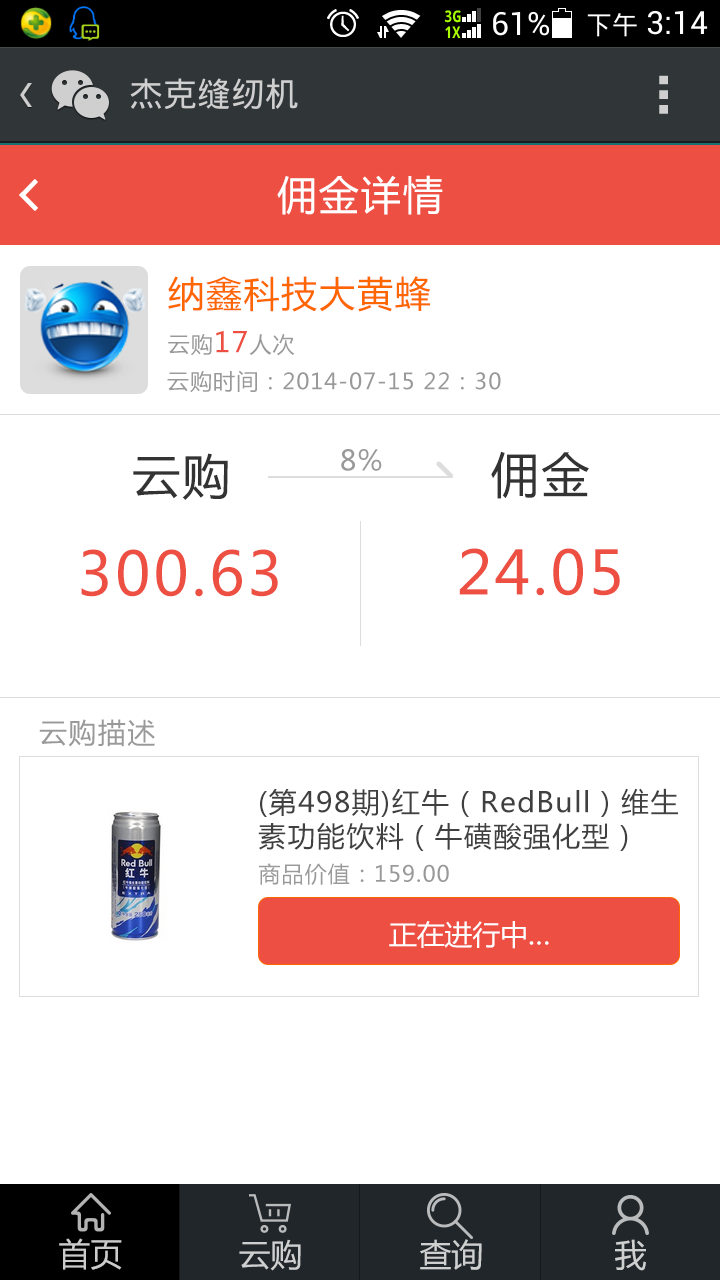 3G
1X
61%
下午 3:14
杰克缝纫机
佣金详情
纳鑫科技大黄蜂
云购17人次
云购时间：2014-07-15 22：30
云购
8%
佣金
300.63
24.05
云购描述
(第498期)红牛（RedBull）维生
素功能饮料（牛磺酸强化型）
商品价值：159.00
正在进行中...
Red Bull
红牛
EXTRA
首页
云购
查询
我